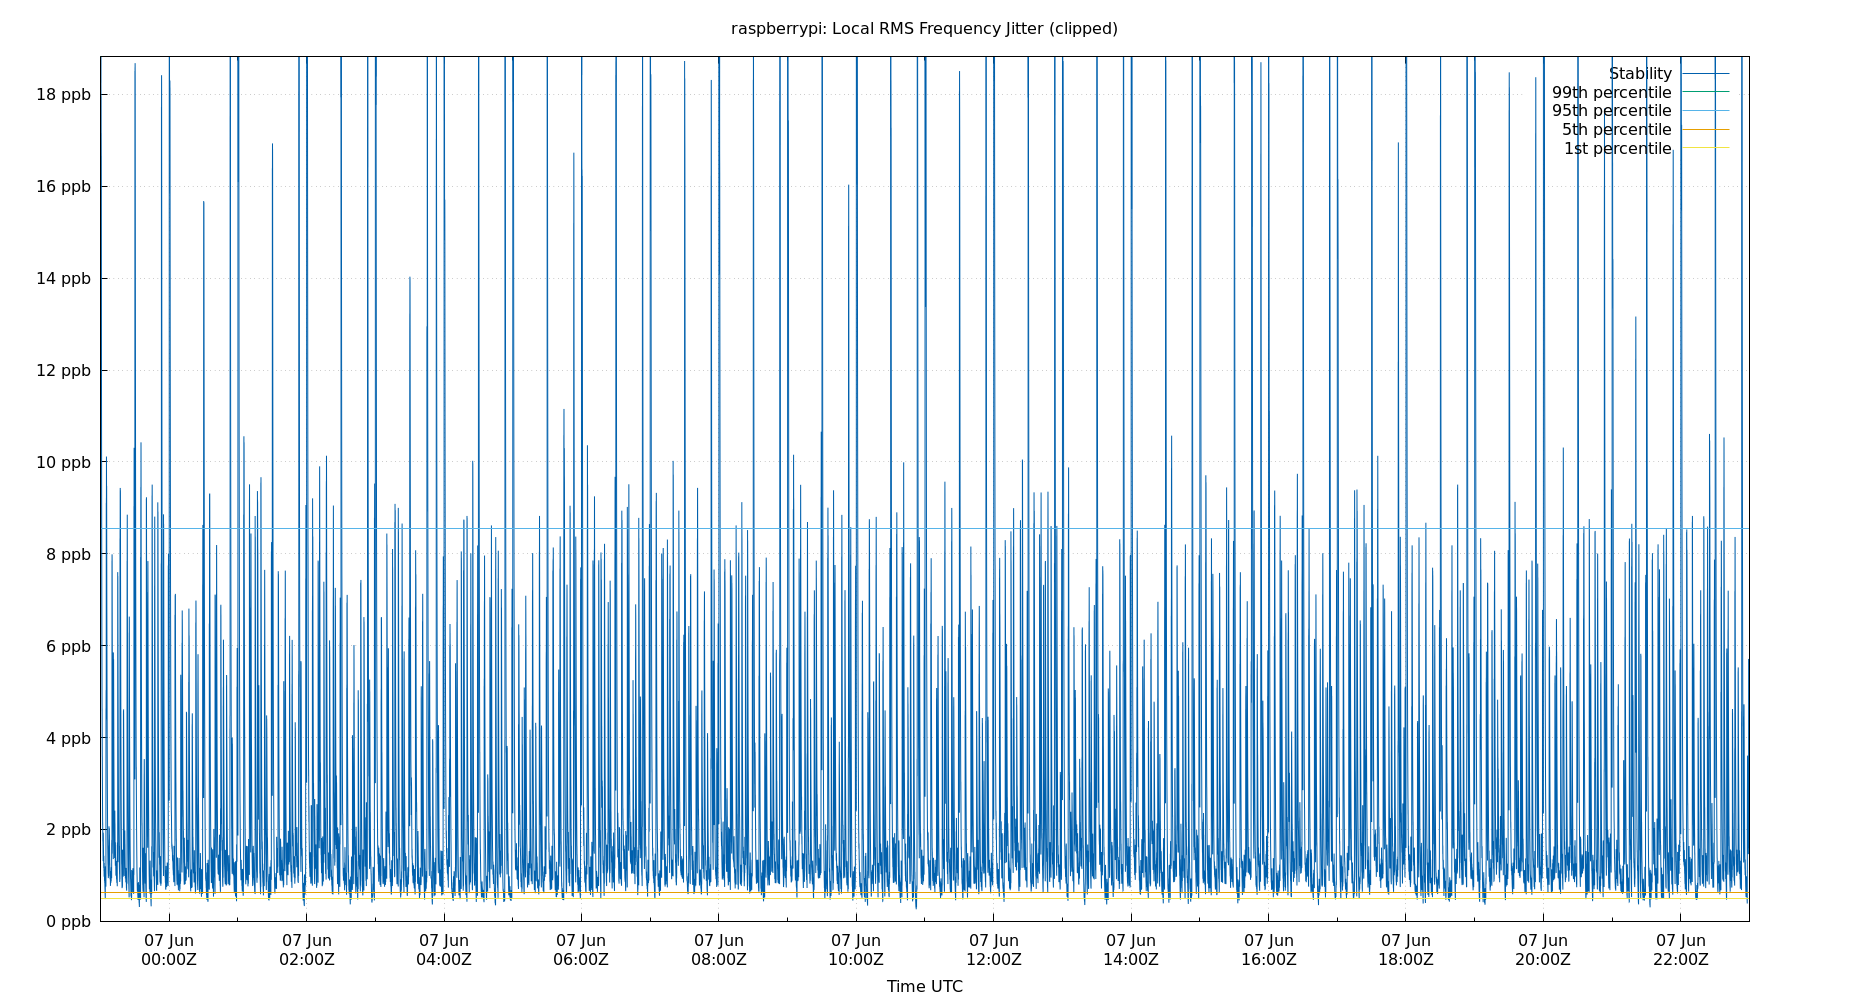 raspberrypi: Local RMS Frequency Jitter (clipped)
Stability
99th percentile
95th percentile
5th percentile
1st percentile
18 ppb
16 ppb
14 ppb
12 ppb
10 ppb
8 ppb
6 ppb
4 ppb
2 ppb
0 ppb
07 Jun 07 Jun 07 Jun 07 Jun 07 Jun 07 Jun 07 Jun 07 Jun 07 Jun 07 Jun 07 Jun 07 Jun
00:00Z 02:00Z 04:00Z 06:00Z 08:00Z 10:00Z 12:00Z 14:00Z 16:00Z 18:00Z 20:00Z 22:00Z
Time UTC